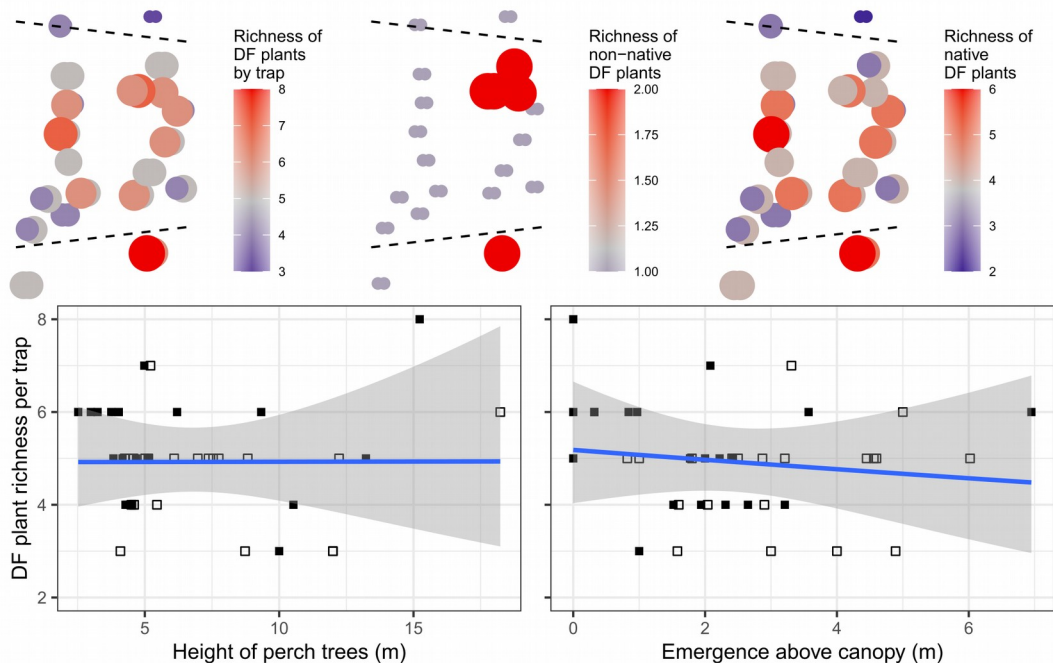 Richness of
DF plants
by trap
8
7
6
5
4
3
Richness of
non−native
DF plants
2.00
1.75
1.50
1.25
1.00
Richness of
native
DF plants
6
5
4
3
2
DF plant richness per trap
8
6
4
2
5
10
15
Height of perch trees (m)
0
2
4
6
Emergence above canopy (m)